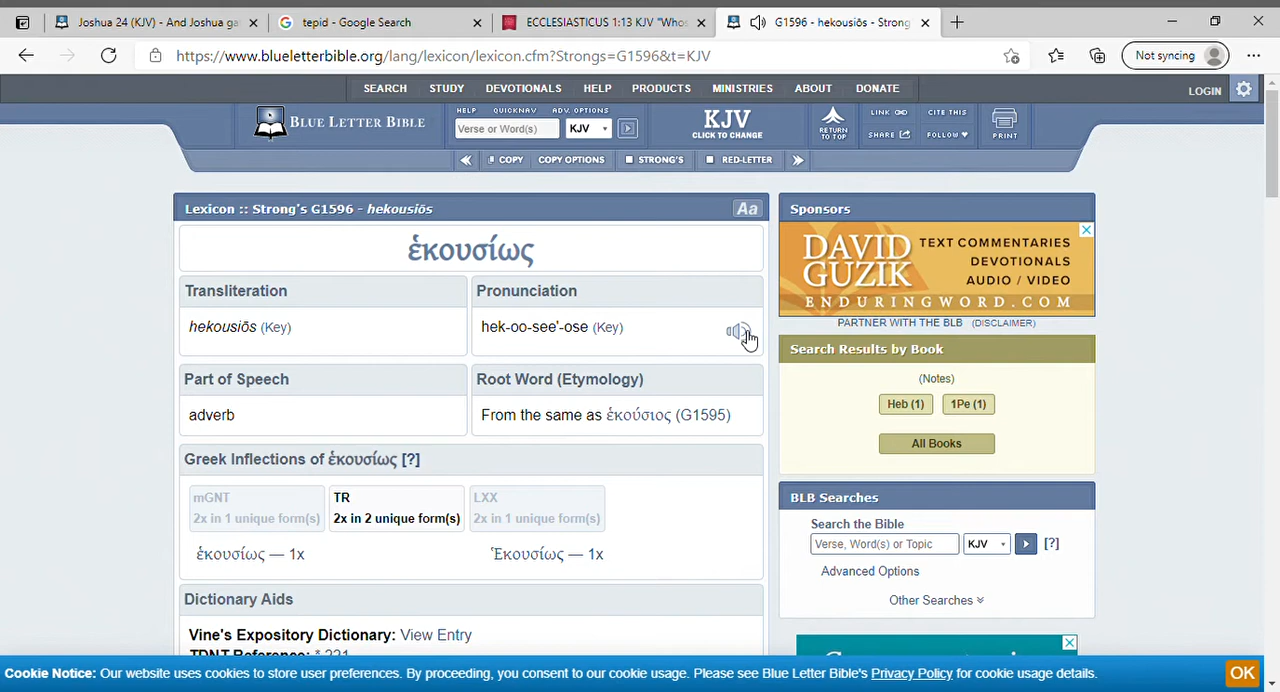 Joshua 24 (KJV) - And Joshua ga
tepid - Google Search
ECCLESIASTICUS 1:13 KJV "Whos
G1596 - hekousiōs - Strong
https://www.blueletterbible.org/lang/lexicon/lexicon.cfm?Strongs=G1596&t=KJV
Not syncing
SEARCH STUDY DEVOTIONALS HELP PRODUCTS MINISTRIES ABOUT DONATE
LOGIN
BLUE LETTER BIBLE
HELP QUICKNAV ADV. OPTIONS
Verse or Word(s) KJV
KJV
CLICK TO CHANGE
RETURN
TO TOP
LINK CITE THIS
SHARE FOLLOW
PRINT
COPY COPY OPTIONS STRONG'S RED-LETTER
Lexicon :: Strong's G1596 - hekousiōs Aa
ἑκουσίως
Transliteration
hekousiōs (Key)
Pronunciation
hek-oo-see'-ose (Key)
Part of Speech
adverb
Root Word (Etymology)
From the same as ἑκούσιος (G1595)
Greek Inflections of ἑκουσίως [?]
mGNT
2x in 1 unique form(s)
TR
2x in 2 unique form(s)
LXX
2x in 1 unique form(s)
ἑκουσίως — 1x
Ἑκουσίως — 1x
Dictionary Aids
Vine's Expository Dictionary: View Entry
TDNT Reference: * 221
Sponsors
DAVID GUZIK
TEXT COMMENTARIES
DEVOTIONALS
AUDIO / VIDEO
ENDURINGWORD.COM
PARTNER WITH THE BLB (DISCLAIMER)
Search Results by Book
(Notes)
Heb (1) 1Pe (1)
All Books
BLB Searches
Search the Bible
Verse, Word(s) or Topic KJV [?]
Advanced Options
Other Searches
Cookie Notice: Our website uses cookies to store user preferences. By proceeding, you consent to our cookie usage. Please see Blue Letter Bible's Privacy Policy for cookie usage details. OK